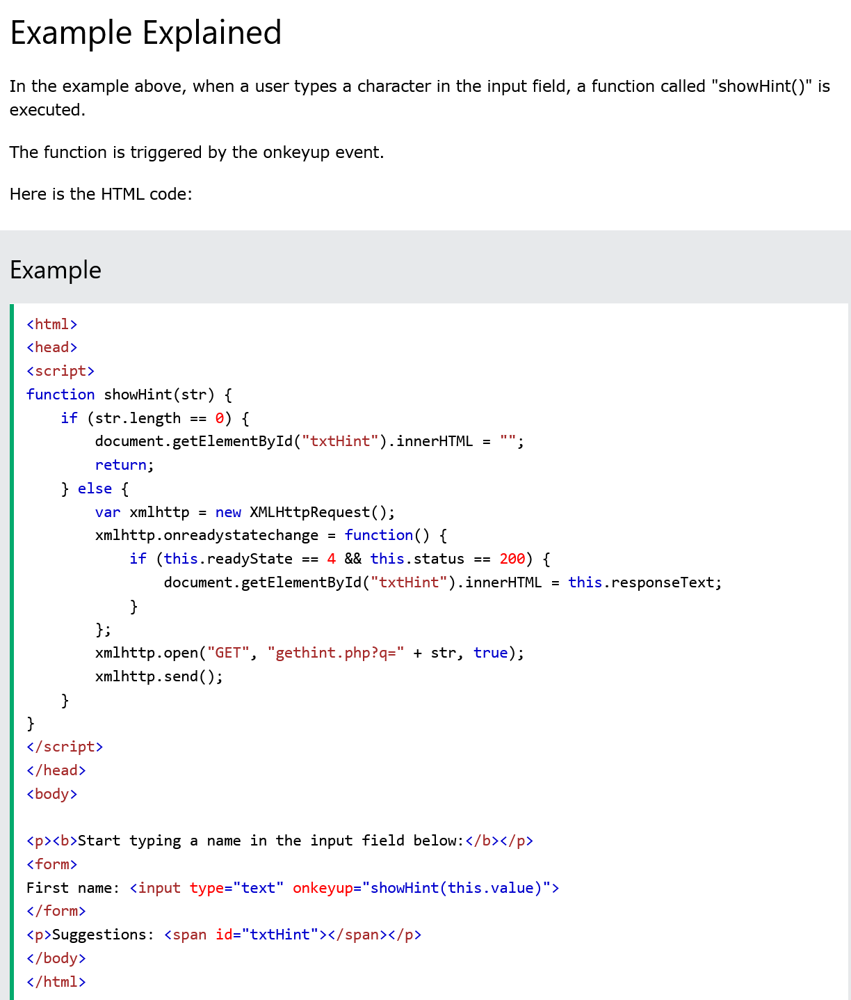 Example Explained
In the example above, when a user types a character in the input field, a function called "showHint()" is
executed.
The function is triggered by the onkeyup event.
Here is the HTML code:
Example
<html>
<head>
<script>
function showHint(str) {
    if (str.length == 0) {
        document.getElementById("txtHint").innerHTML = "";
        return;
    } else {
        var xmlhttp = new XMLHttpRequest();
        xmlhttp.onreadystatechange = function() {
            if (this.readyState == 4 && this.status == 200) {
                document.getElementById("txtHint").innerHTML = this.responseText;
            }
        };
        xmlhttp.open("GET", "gethint.php?q=" + str, true);
        xmlhttp.send();
    }
}
</script>
</head>
<body>

<p><b>Start typing a name in the input field below:</b></p>
<form>
First name: <input type="text" onkeyup="showHint(this.value)">
</form>
<p>Suggestions: <span id="txtHint"></span></p>
</body>
</html>